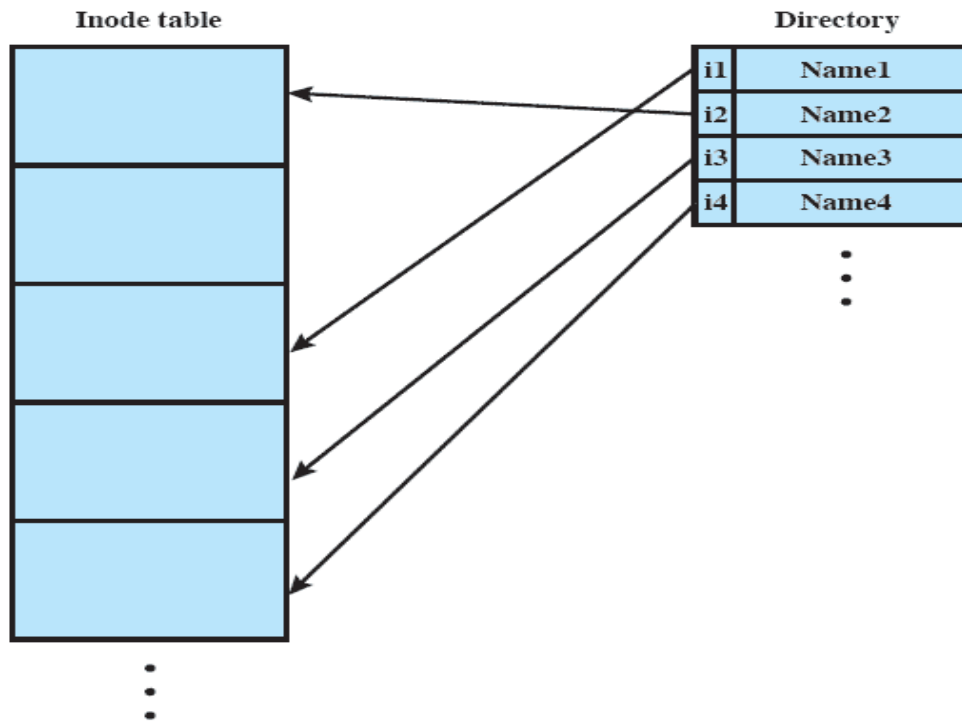 Inode table
Directory
i1 Name1
i2 Name2
i3 Name3
i4 Name4